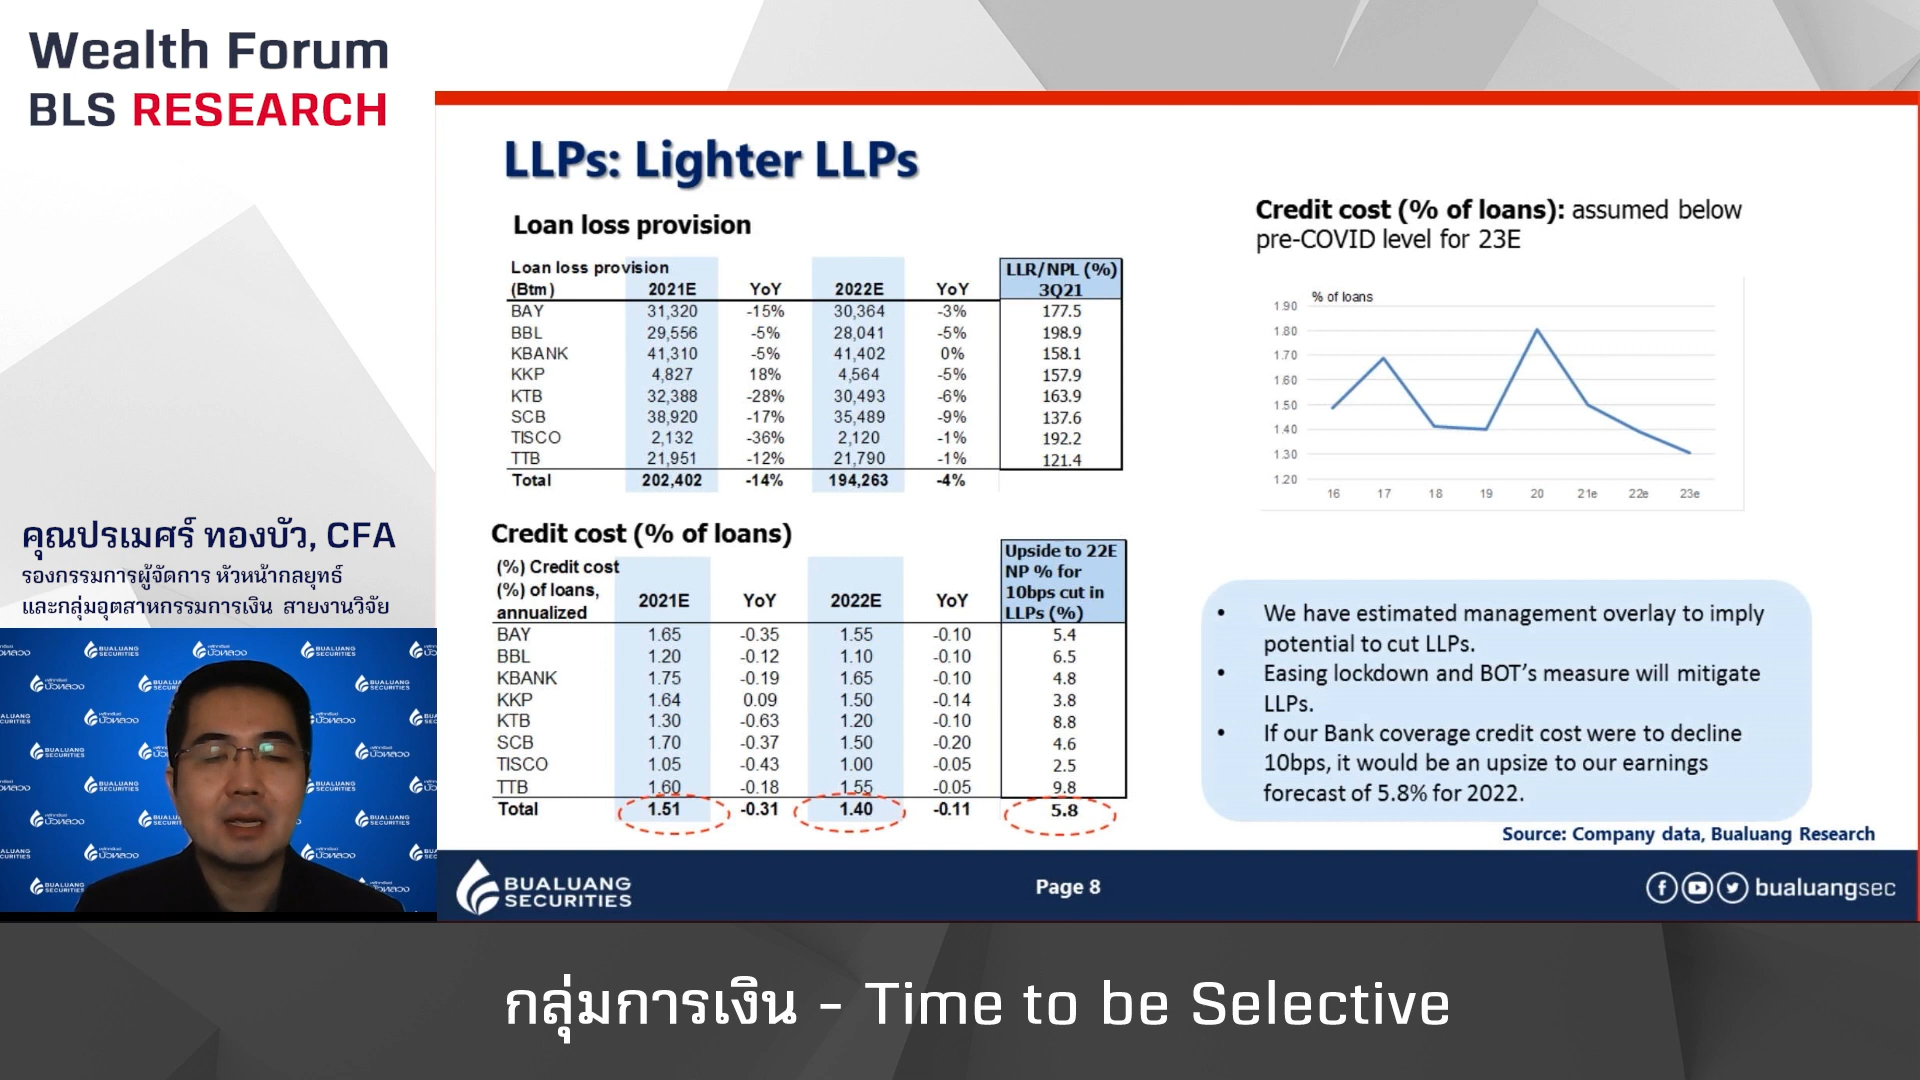 Wealth Forum
BLS RESEARCH
คุณปรเมศร์ ทองบัว, CFA
รองกรรมการผู้จัดการ หัวหน้ากลยุทธ์
และกลุ่มอุตสาหกรรมการเงิน สายงานวิจัย
LLPs: Lighter LLPs
Loan loss provision
Loan loss provision
(Btm) 2021E YoY 2022E YoY LLR/NPL (%) 3Q21
BAY 31,320 -15% 30,364 -3% 177.5
BBL 29,556 -5% 28,041 -5% 198.9
KBANK 41,310 -5% 41,402 0% 158.1
KKP 4,827 18% 4,564 -5% 157.9
KTB 32,388 -28% 30,493 -6% 163.9
SCB 38,920 -17% 35,489 -9% 137.6
TISCO 2,132 -36% 2,120 -1% 192.2
TTB 21,951 -12% 21,790 -1% 121.4
Total 202,402 -14% 194,263 -4%
Credit cost (% of loans)
(%) Credit cost
(%) of loans,
annualized 2021E YoY 2022E YoY
Upside to 22E
NP % for
10bps cut in
LLPs (%)
BAY 1.65 -0.35 1.55 -0.10 5.4
BBL 1.20 -0.12 1.10 -0.10 6.5
KBANK 1.75 -0.19 1.65 -0.10 4.8
KKP 1.64 0.09 1.50 -0.14 3.8
KTB 1.30 -0.63 1.20 -0.10 8.8
SCB 1.70 -0.37 1.50 -0.20 4.6
TISCO 1.05 -0.43 1.00 -0.05 2.5
TTB 1.60 -0.18 1.55 -0.05 9.8
Total 1.51 -0.31 1.40 -0.11 5.8
Credit cost (% of loans): assumed below
pre-COVID level for 23E
% of loans
1.90
1.80
1.70
1.60
1.50
1.40
1.30
1.20
16 17 18 19 20 21e 22e 23e
• We have estimated management overlay to imply
potential to cut LLPs.
• Easing lockdown and BOT’s measure will mitigate
LLPs.
• If our Bank coverage credit cost were to decline
10bps, it would be an upsize to our earnings
forecast of 5.8% for 2022.
Source: Company data, Bualuang Research
BUALUANG
SECURITIES
Page 8
bualuangsec
กลุ่มการเงิน - Time to be Selective